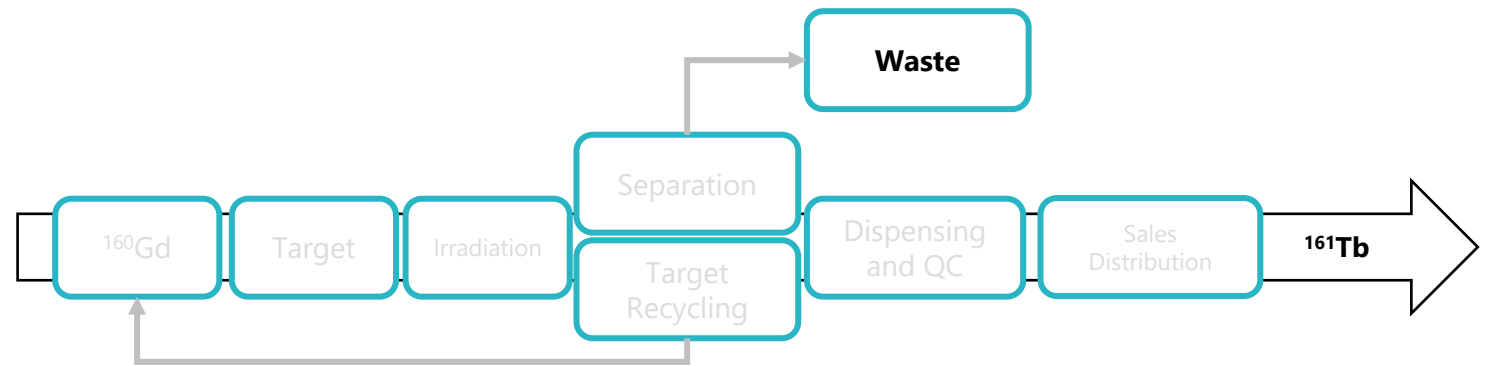 Waste
Separation
¹⁶⁰Gd
Target
Irradiation
Target
Recycling
Dispensing
and QC
Sales
Distribution
¹⁶¹Tb